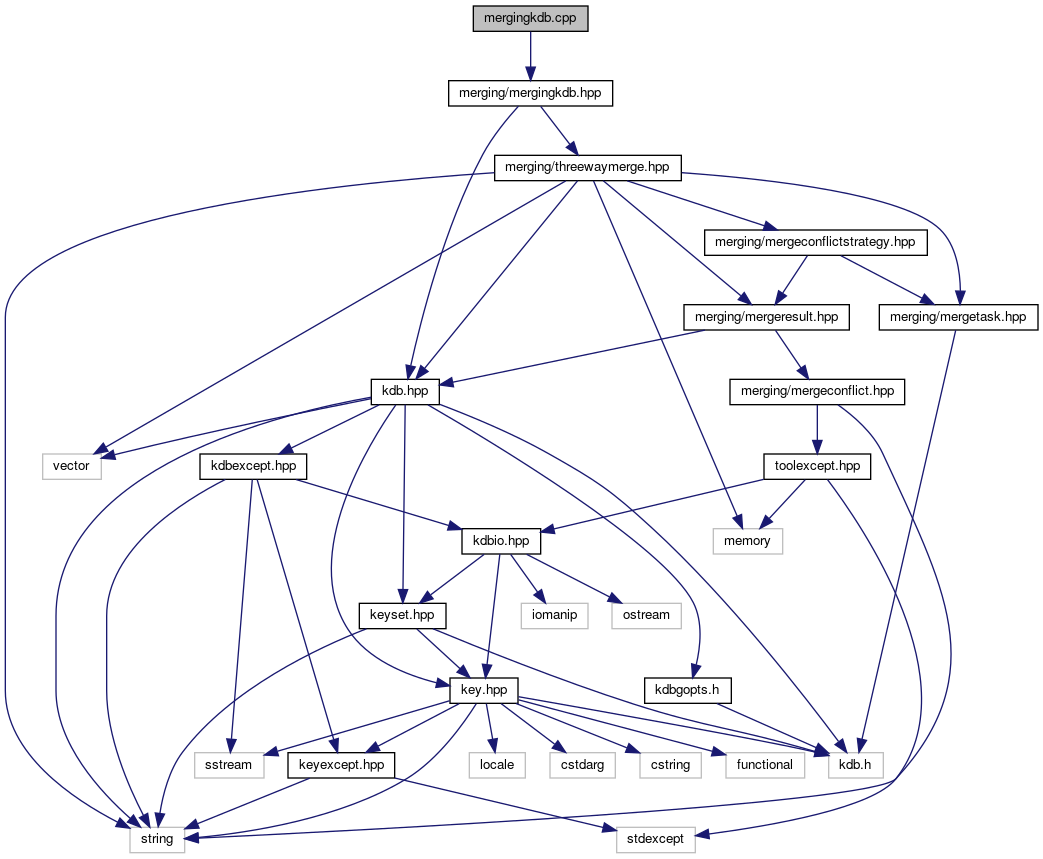 mergingkdb.cpp
merging/mergingkdb.hpp
merging/threewaymerge.hpp
merging/mergeconflictstrategy.hpp
merging/mergeresult.hpp
merging/mergetask.hpp
kdb.hpp
merging/mergeconflict.hpp
vector
kdbexcept.hpp
toolexcept.hpp
kdbio.hpp
memory
keyset.hpp
iomanip
ostream
key.hpp
kdbgopts.h
sstream
keyexcept.hpp
locale
cstdarg
cstring
functional
kdb.h
string
stdexcept